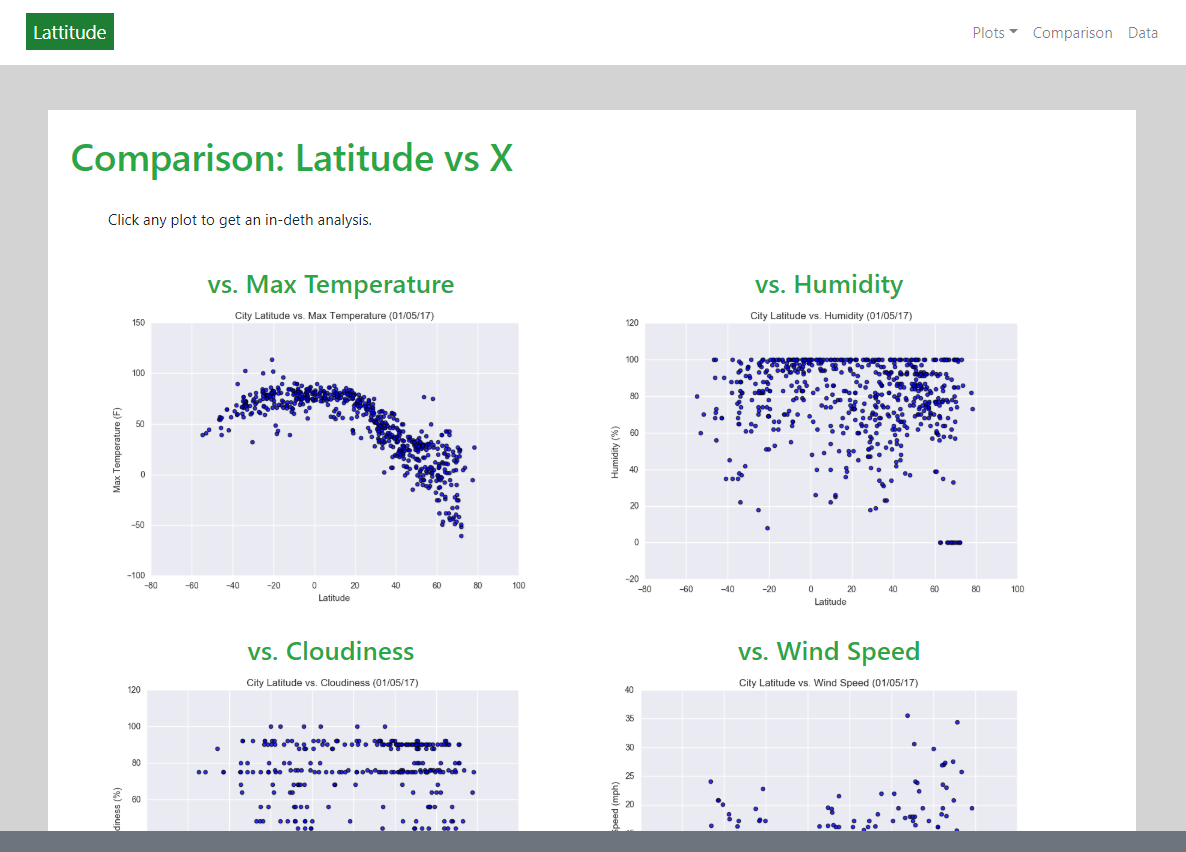 Lattitude
Plots Comparison Data
Comparison: Latitude vs X
Click any plot to get an in-deth analysis.
vs. Max Temperature
City Latitude vs. Max Temperature (01/05/17)
150
100
50
0
−50
−100
Max Temperature (F)
−80 −60 −40 −20 0 20 40 60 80 100
Latitude
vs. Humidity
City Latitude vs. Humidity (01/05/17)
120
100
80
60
40
20
0
−20
Humidity (%)
−80 −60 −40 −20 0 20 40 60 80 100
Latitude
vs. Cloudiness
City Latitude vs. Cloudiness (01/05/17)
120
100
80
60
diness (%)
vs. Wind Speed
City Latitude vs. Wind Speed (01/05/17)
40
35
30
25
20
Speed (mph)